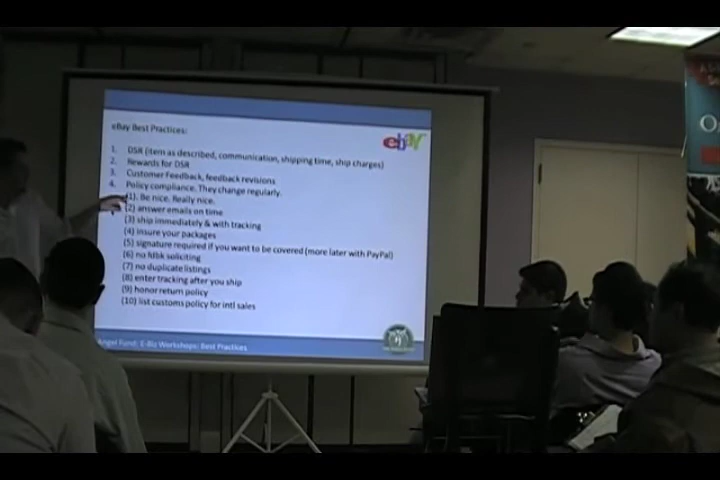 eBay Best Practices:
ebay
1. DSR (item as described, communication, shipping time, ship charges)
2. Rewards for DSR
3. Customer Feedback, feedback revisions
4. Policy compliance. They change regularly.
(1). Be nice. Really nice.
(2) answer emails on time
(3) ship immediately & with tracking
(4) insure your packages
(5) signature required if you want to be covered (more later with PayPal)
(6) no fdbk soliciting
(7) no duplicate listings
(8) enter tracking after you ship
(9) honor return policy
(10) list customs policy for intl sales
Angel Fund: E-Biz Workshops: Best Practices